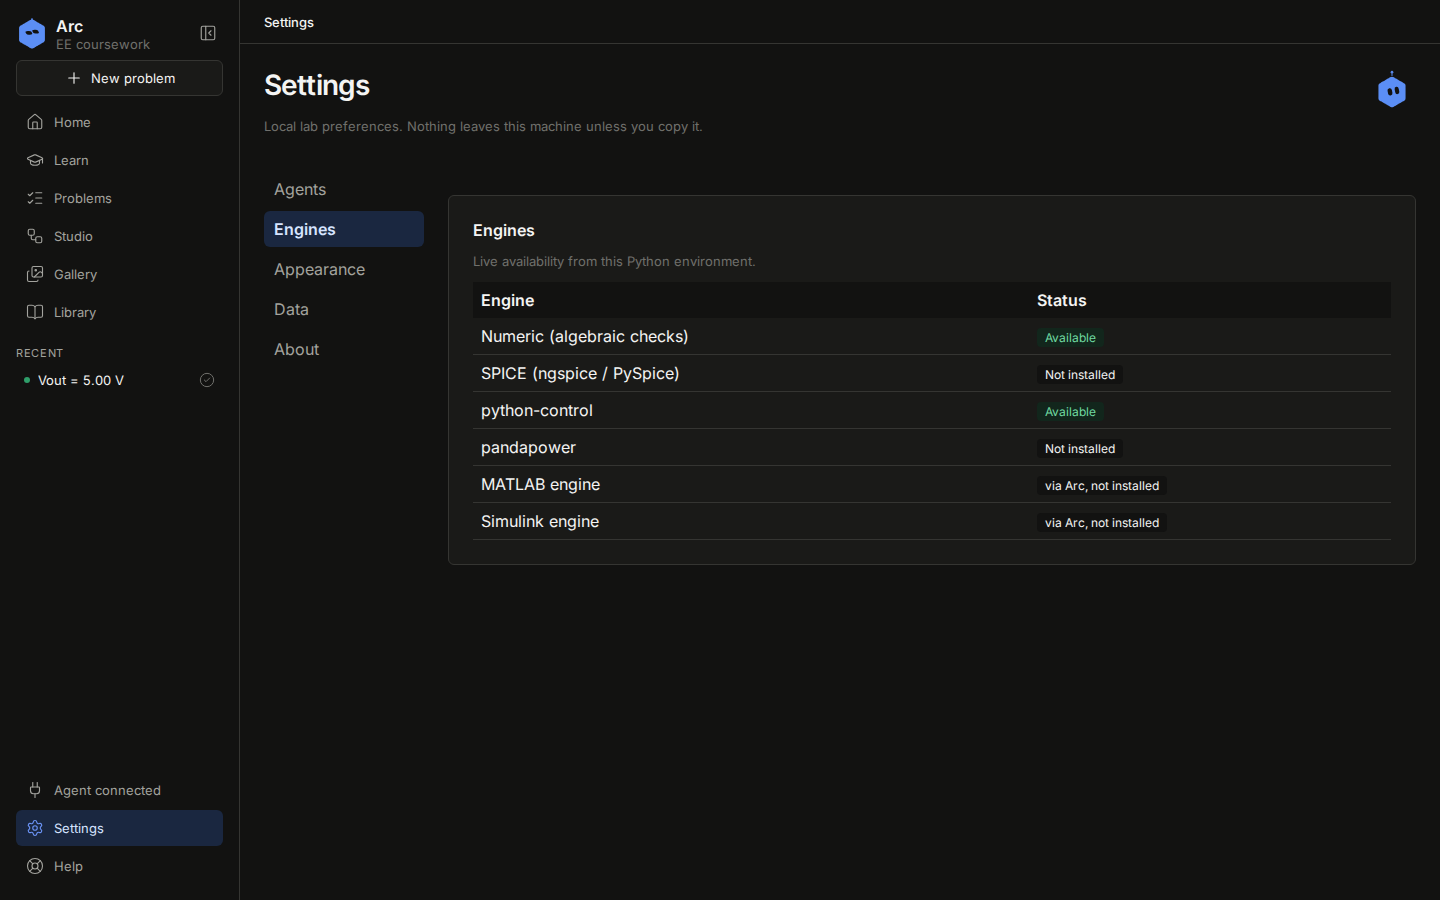 Arc
EE coursework
New problem
Home
Learn
Problems
Studio
Gallery
Library
RECENT
Vout = 5.00 V
Agent connected
Settings
Help
Settings
Settings
Local lab preferences. Nothing leaves this machine unless you copy it.
Agents
Engines
Appearance
Data
About
Engines
Live availability from this Python environment.
Engine Status
Numeric (algebraic checks) Available
SPICE (ngspice / PySpice) Not installed
python-control Available
pandapower Not installed
MATLAB engine via Arc, not installed
Simulink engine via Arc, not installed